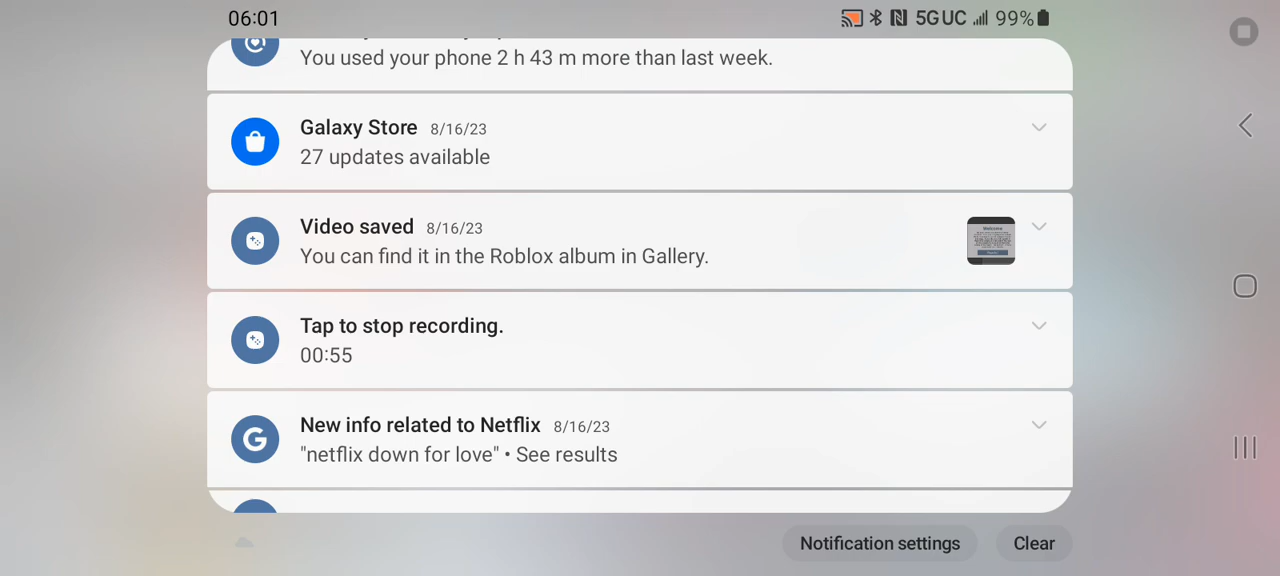 06:01 5GUC 99%
You used your phone 2 h 43 m more than last week.
Galaxy Store 8/16/23
27 updates available
Video saved 8/16/23
You can find it in the Roblox album in Gallery.
Welcome
Tap to stop recording.
00:55
G
New info related to Netflix 8/16/23
"netflix down for love" • See results
Notification settings Clear